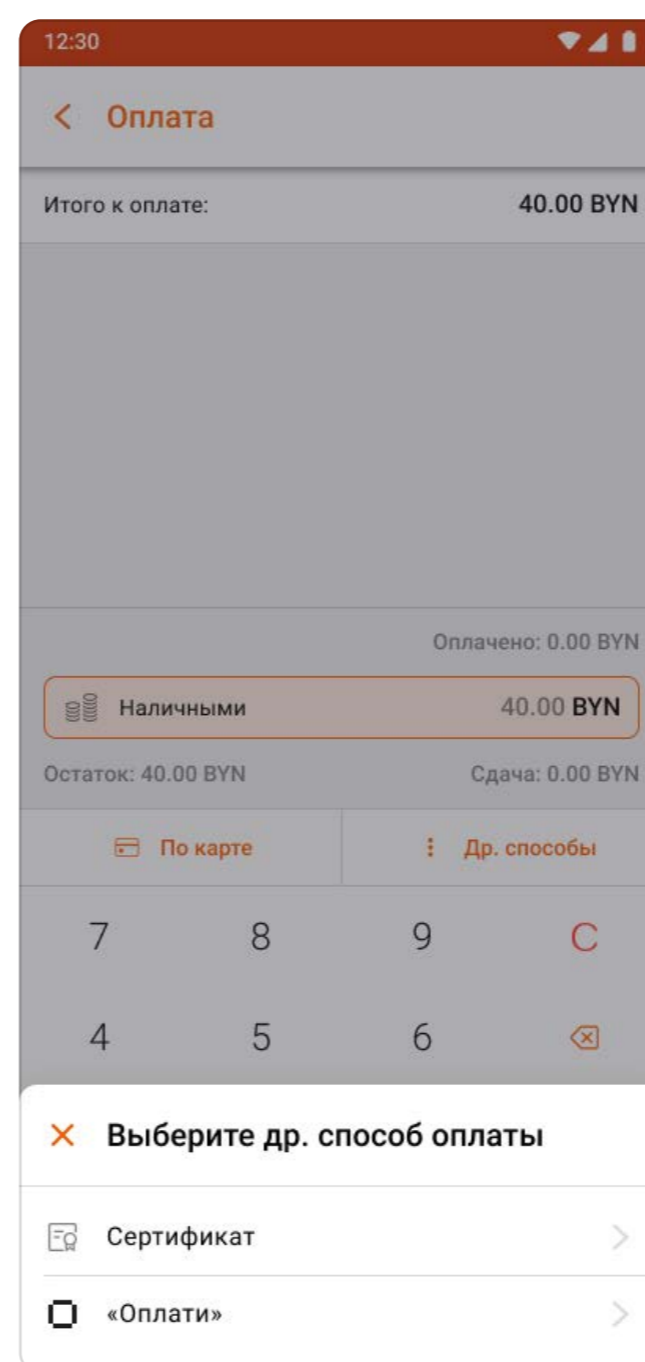 12:30
Оплата
Итого к оплате: 40.00 BYN
Оплачено: 0.00 BYN
Наличными 40.00 BYN
Остаток: 40.00 BYN Сдача: 0.00 BYN
По карте Др. способы
7 8 9 C
4 5 6
Выберите др. способ оплаты
Сертификат
«Оплати»